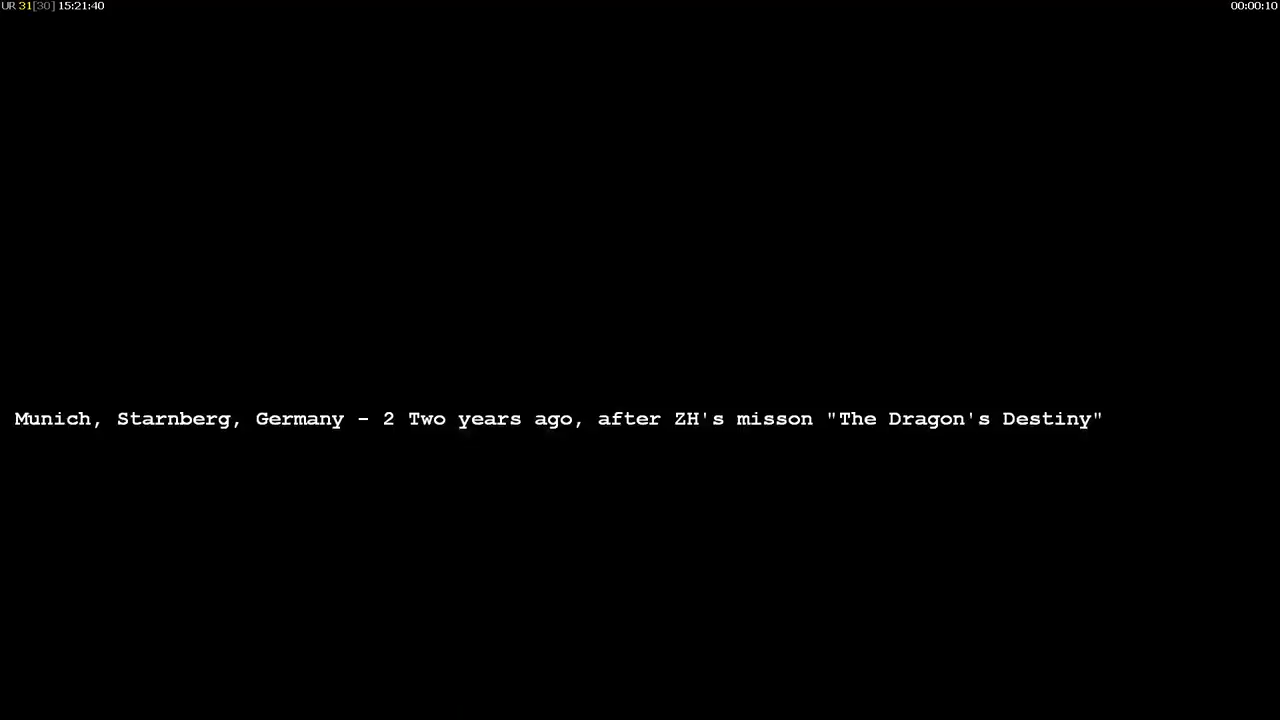 UR 31[30] 15:21:40
00:00:10
Munich, Starnberg, Germany - 2 Two years ago, after ZH's misson "The Dragon's Destiny"